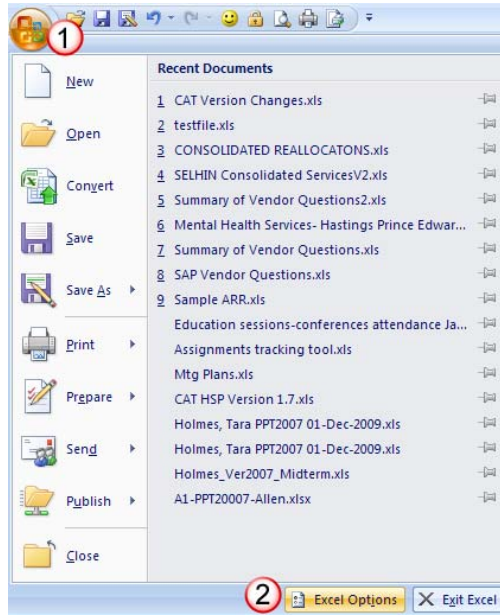 1
New
Open
Convert
Save
Save As
Print
Prepare
Send
Publish
Close
Recent Documents
1 CAT Version Changes.xls
2 testfile.xls
3 CONSOLIDATED REALLOCATONS.xls
4 SELHIN Consolidated ServicesV2.xls
5 Summary of Vendor Questions2.xls
6 Mental Health Services- Hastings Prince Edwar...
7 Summary of Vendor Questions.xls
8 SAP Vendor Questions.xls
9 Sample ARR.xls
Education sessions-conferences attendance Ja...
Assignments tracking tool.xls
Mtg Plans.xls
CAT HSP Version 1.7.xls
Holmes, Tara PPT2007 01-Dec-2009.xls
Holmes, Tara PPT2007 01-Dec-2009.xls
Holmes_Ver2007_Midterm.xls
A1-PPT20007-Allen.xlsx
2 Excel Options Exit Excel